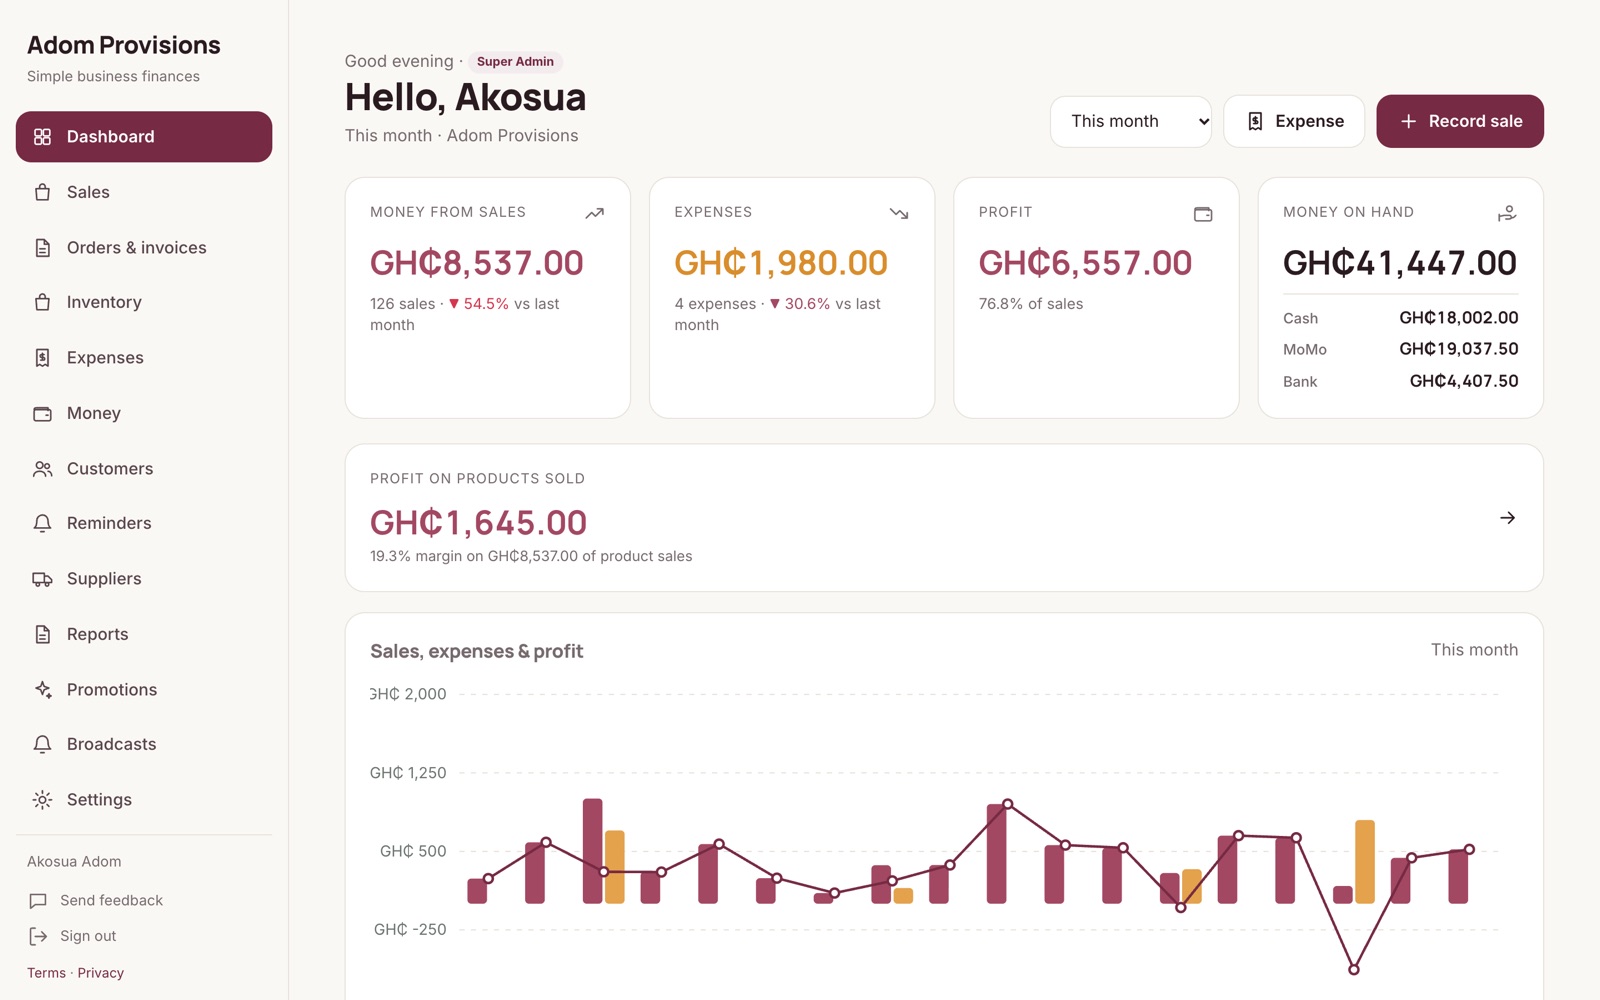 Adom Provisions
Simple business finances
Dashboard
Sales
Orders & invoices
Inventory
Expenses
Money
Customers
Reminders
Suppliers
Reports
Promotions
Broadcasts
Settings
Akosua Adom
Send feedback
Sign out
Terms · Privacy
Good evening · Super Admin
Hello, Akosua
This month · Adom Provisions
This month
Expense
Record sale
MONEY FROM SALES
GH₵8,537.00
126 sales · ▼ 54.5% vs last
month
EXPENSES
GH₵1,980.00
4 expenses · ▼ 30.6% vs last
month
PROFIT
GH₵6,557.00
76.8% of sales
MONEY ON HAND
GH₵41,447.00
Cash GH₵18,002.00
MoMo GH₵19,037.50
Bank GH₵4,407.50
PROFIT ON PRODUCTS SOLD
GH₵1,645.00
19.3% margin on GH₵8,537.00 of product sales
Sales, expenses & profit
This month
GH₵ 2,000
GH₵ 1,250
GH₵ 500
GH₵ -250